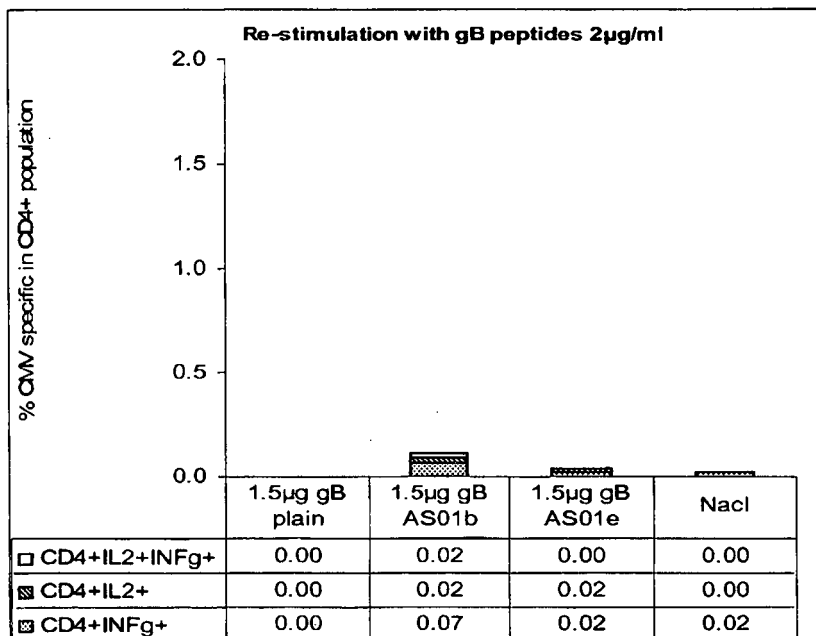 Re-stimulation with gB peptides 2µg/ml
% CMV specific in CD4+ population
2.0
1.5
1.0
0.5
0.0
1.5µg gB plain 1.5µg gB AS01b 1.5µg gB AS01e Nacl
CD4+IL2+INFg+ 0.00 0.02 0.00 0.00
CD4+IL2+ 0.00 0.02 0.02 0.00
CD4+INFg+ 0.00 0.07 0.02 0.02